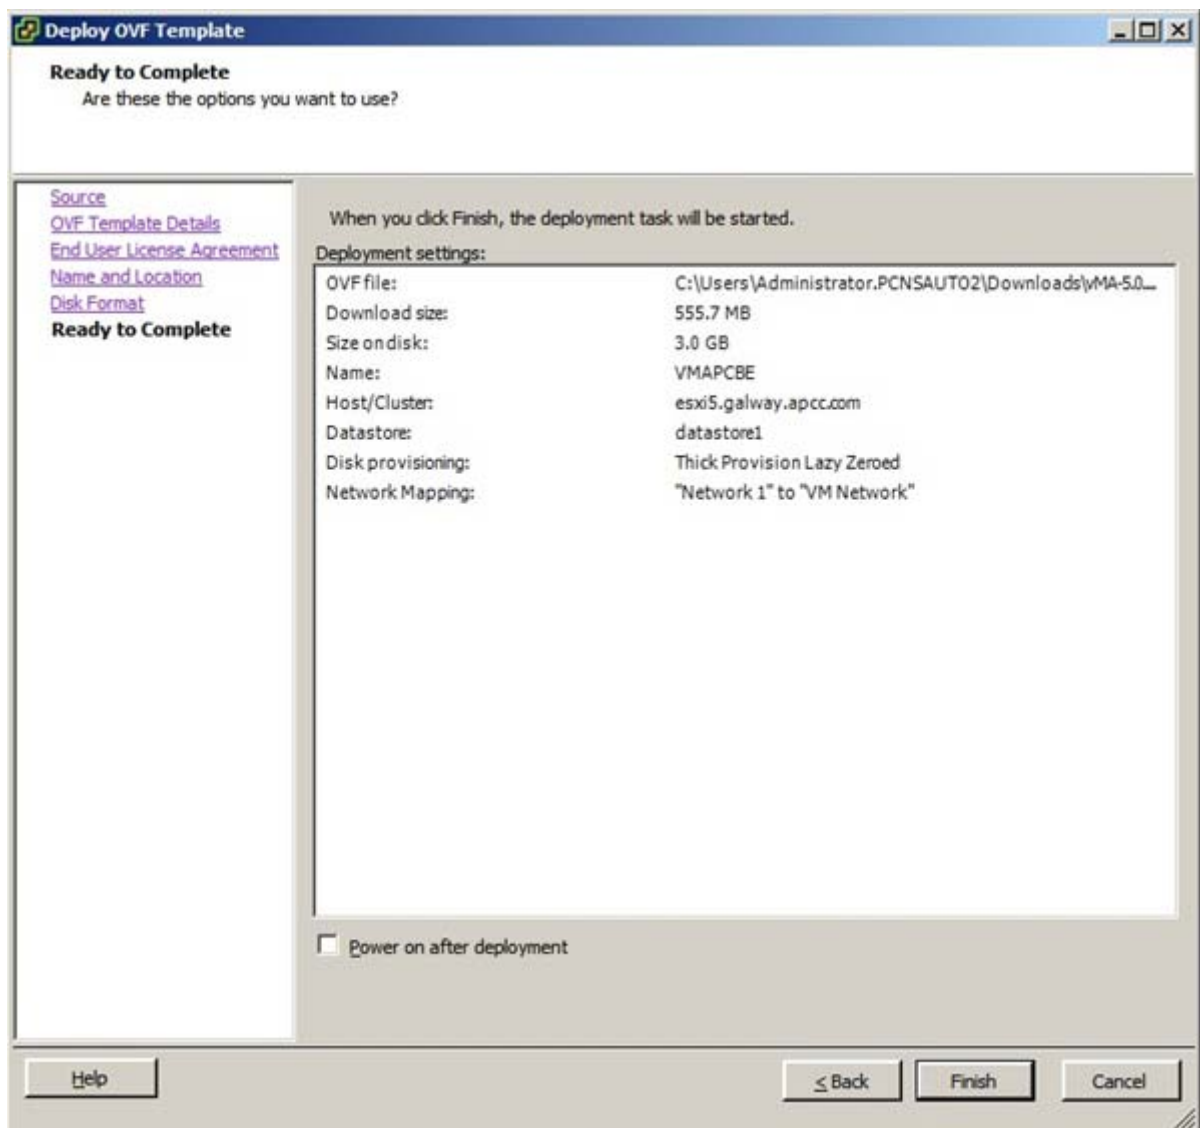 Deploy OVF Template
Ready to Complete
Are these the options you want to use?
Source
OVF Template Details
End User License Agreement
Name and Location
Disk Format
Ready to Complete
When you click Finish, the deployment task will be started.
Deployment settings:
OVF file: C:\Users\Administrator.PCNSAUTO2\Downloads\vMA-5.0...
Download size: 555.7 MB
Size on disk: 3.0 GB
Name: VMAPCBE
Host/Cluster: esxi5.galway.apcc.com
Datastore: datastore1
Disk provisioning: Thick Provision Lazy Zeroed
Network Mapping: "Network 1" to "VM Network"
Power on after deployment
Help
< Back
Finish
Cancel